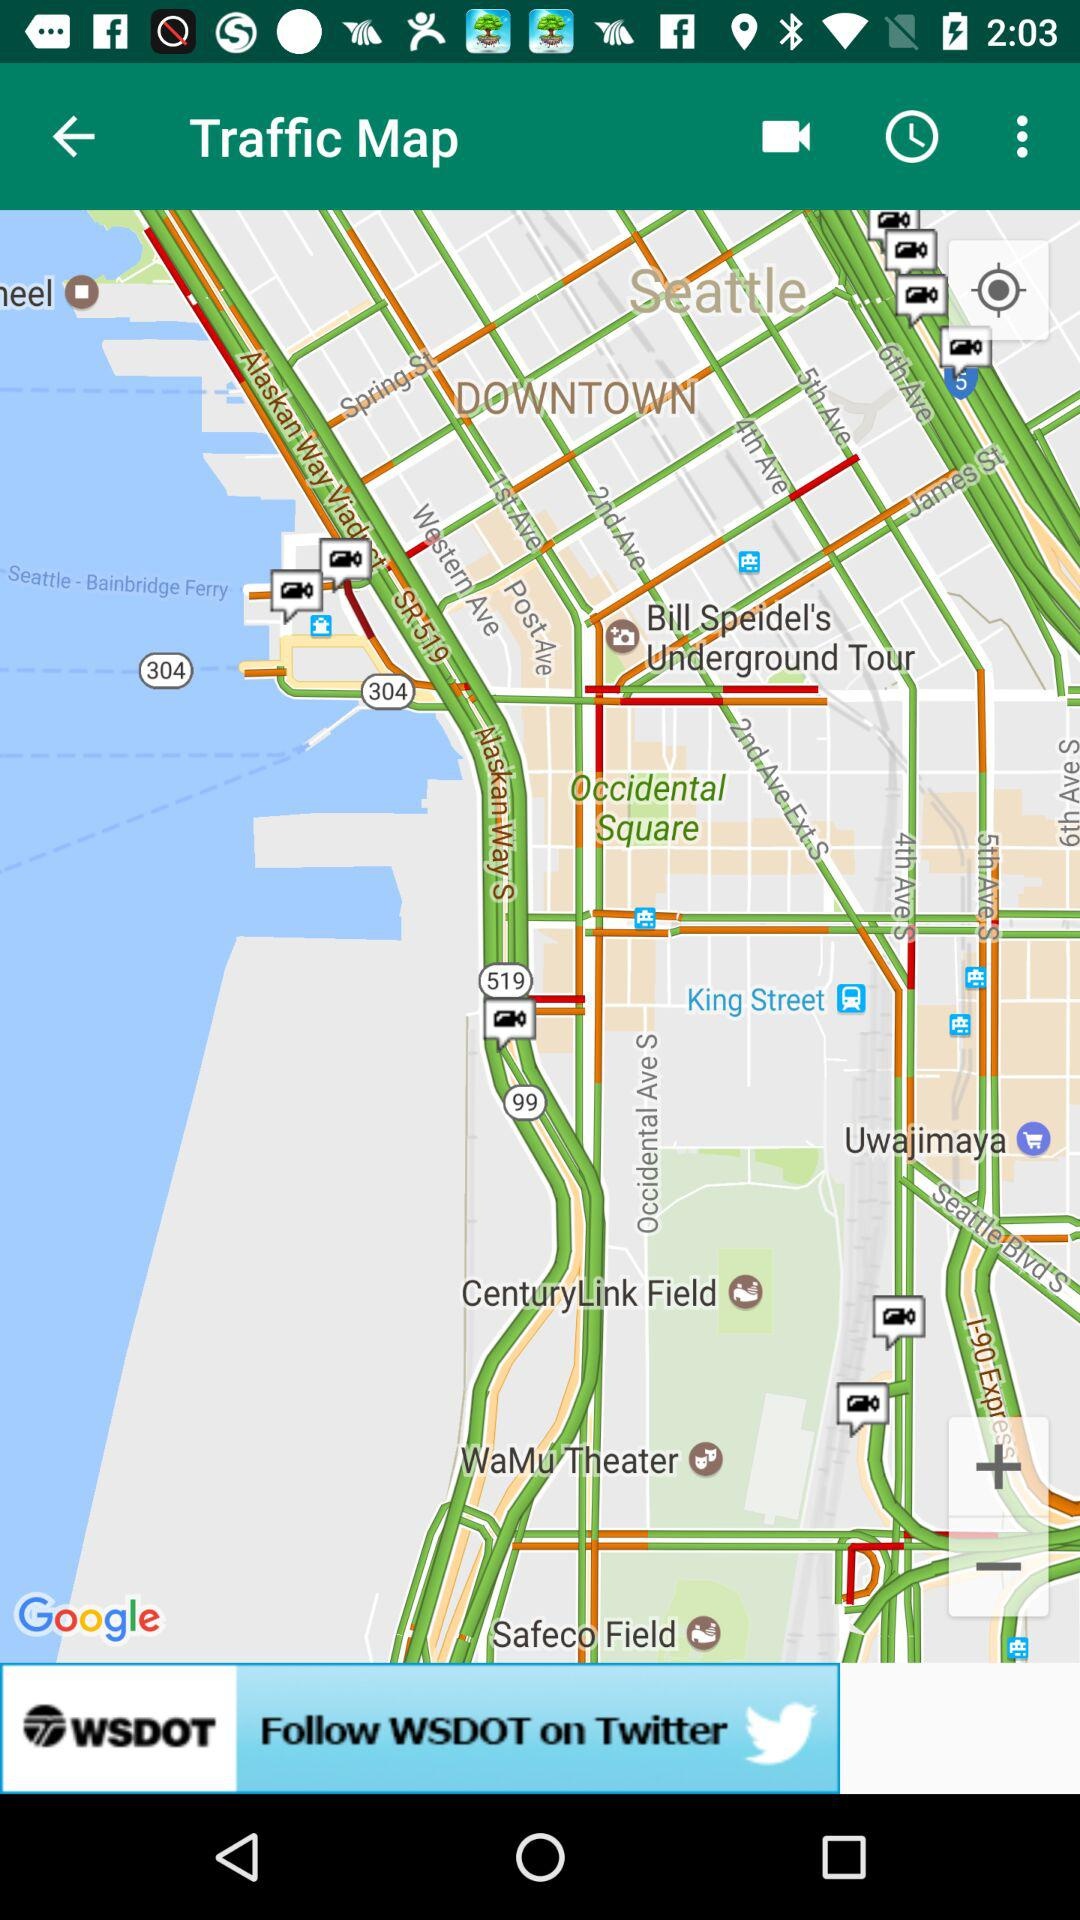 2:03
Traffic Map
heel
Seattle
DOWNTOWN
Spring St
Alaskan Way Viaduct
5
6th Ave
5th Ave
4th Ave
James St
1st Ave
2nd Ave
Western Ave
Post Ave
Seattle - Bainbridge Ferry
SR 519
304
304
Bill Speidel's
Underground Tour
Alaskan Way S
2nd Ave Ext S
6th Ave S
Occidental
Square
4th Ave S
5th Ave S
519
King Street
99
Occidental Ave S
Uwajimaya
Seattle Blvd S
CenturyLink Field
I-90 Express
WaMu Theater
Google
Safeco Field
WSDOT
Follow WSDOT on Twitter